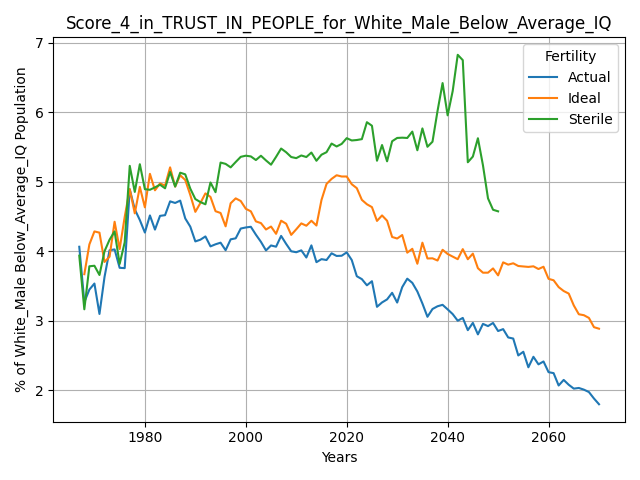 Score_4_in_TRUST_IN_PEOPLE_for_White_Male_Below_Average_IQ
7
6
5
4
3
2
% of White_Male Below_Average_IQ Population
Fertility
Actual
Ideal
Sterile
1980 2000 2020 2040 2060
Years